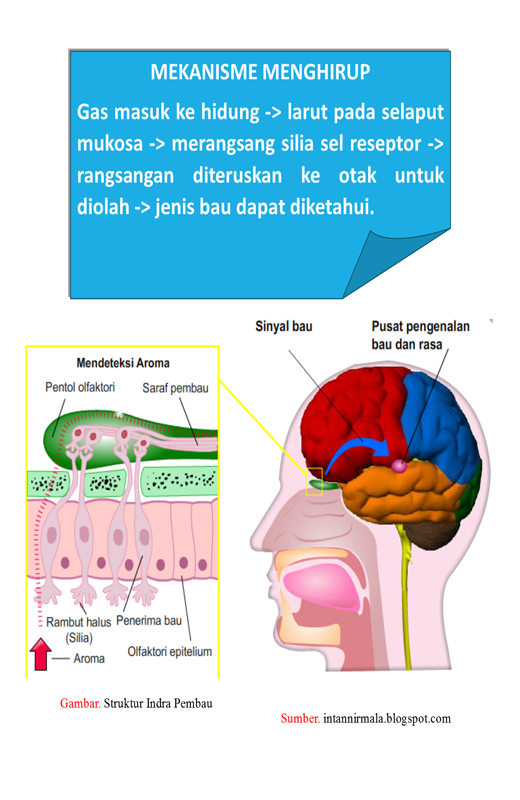 MEKANISME MENGHIRUP
Gas masuk ke hidung -> larut pada selaput
mukosa -> merangsang silia sel reseptor ->
rangsangan diteruskan ke otak untuk
diolah -> jenis bau dapat diketahui.
Sinyal bau
Pusat pengenalan
bau dan rasa
Mendeteksi Aroma
Pentol olfaktori
Saraf pembau
Rambut halus
(Silia)
Penerima bau
Aroma
Olfaktori epitelium
Gambar. Struktur Indra Pembau
Sumber. intannirmala.blogspot.com